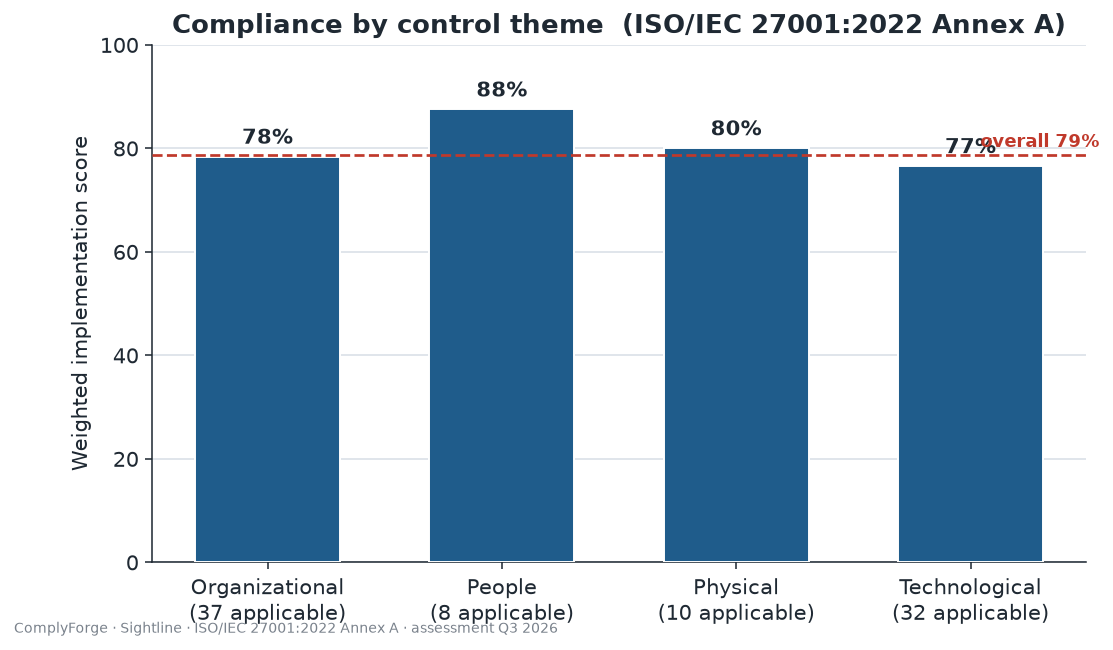 Compliance by control theme  (ISO/IEC 27001:2022 Annex A)
Weighted implementation score
100
80
60
40
20
0
78%
88%
80%
77%
overall 79%
Organizational
(37 applicable)
People
(8 applicable)
Physical
(10 applicable)
Technological
(32 applicable)
ComplyForge · Sightline · ISO/IEC 27001:2022 Annex A · assessment Q3 2026